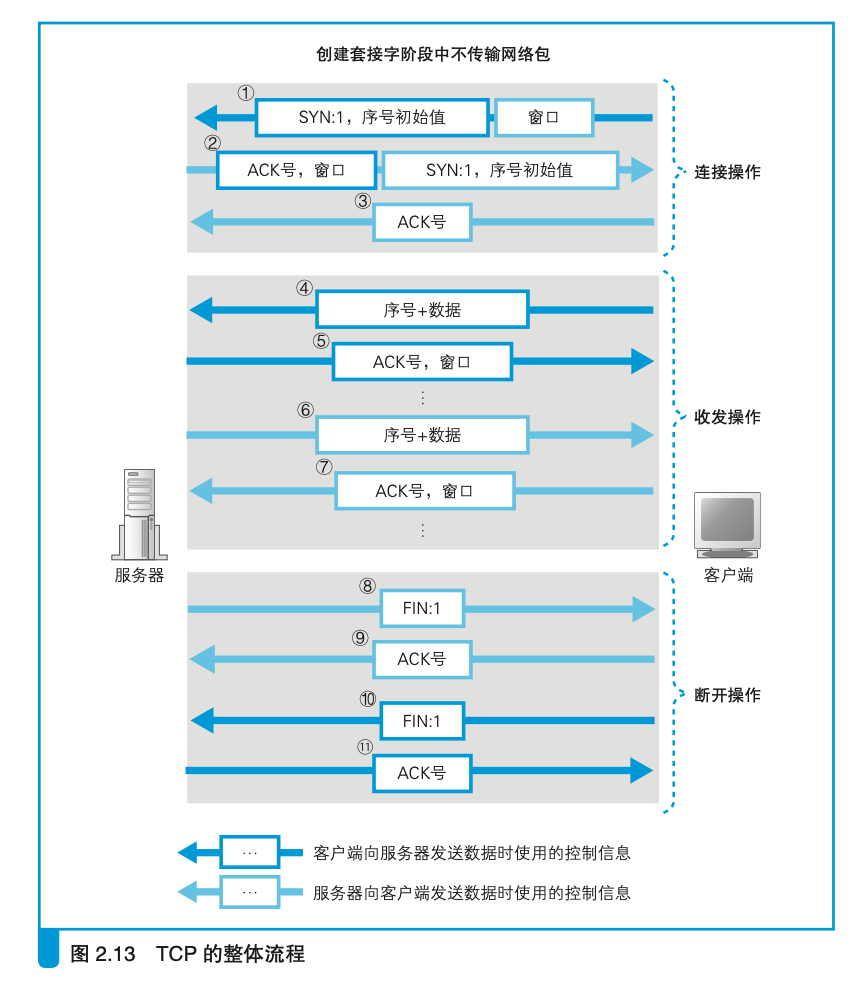 创建套接字阶段中不传输网络包
①
SYN:1，序号初始值
窗口
②
ACK号，窗口
SYN:1，序号初始值
连接操作
③
ACK号
④
序号+数据
⑤
ACK号，窗口
⋮
⑥
序号+数据
收发操作
⑦
ACK号，窗口
⋮
服务器
客户端
⑧
FIN:1
⑨
ACK号
⑩
FIN:1
断开操作
⑪
ACK号
… 客户端向服务器发送数据时使用的控制信息
… 服务器向客户端发送数据时使用的控制信息
图 2.13 TCP 的整体流程